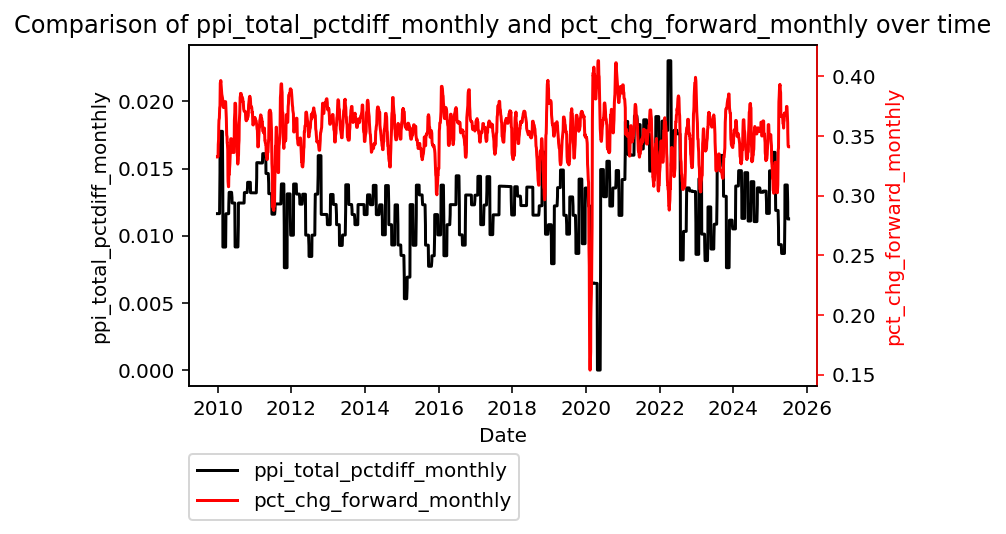 Comparison of ppi_total_pctdiff_monthly and pct_chg_forward_monthly over time
ppi_total_pctdiff_monthly
0.020
0.015
0.010
0.005
0.000
0.40
0.35
0.30
0.25
0.20
0.15
pct_chg_forward_monthly
2010 2012 2014 2016 2018 2020 2022 2024 2026
Date
ppi_total_pctdiff_monthly
pct_chg_forward_monthly